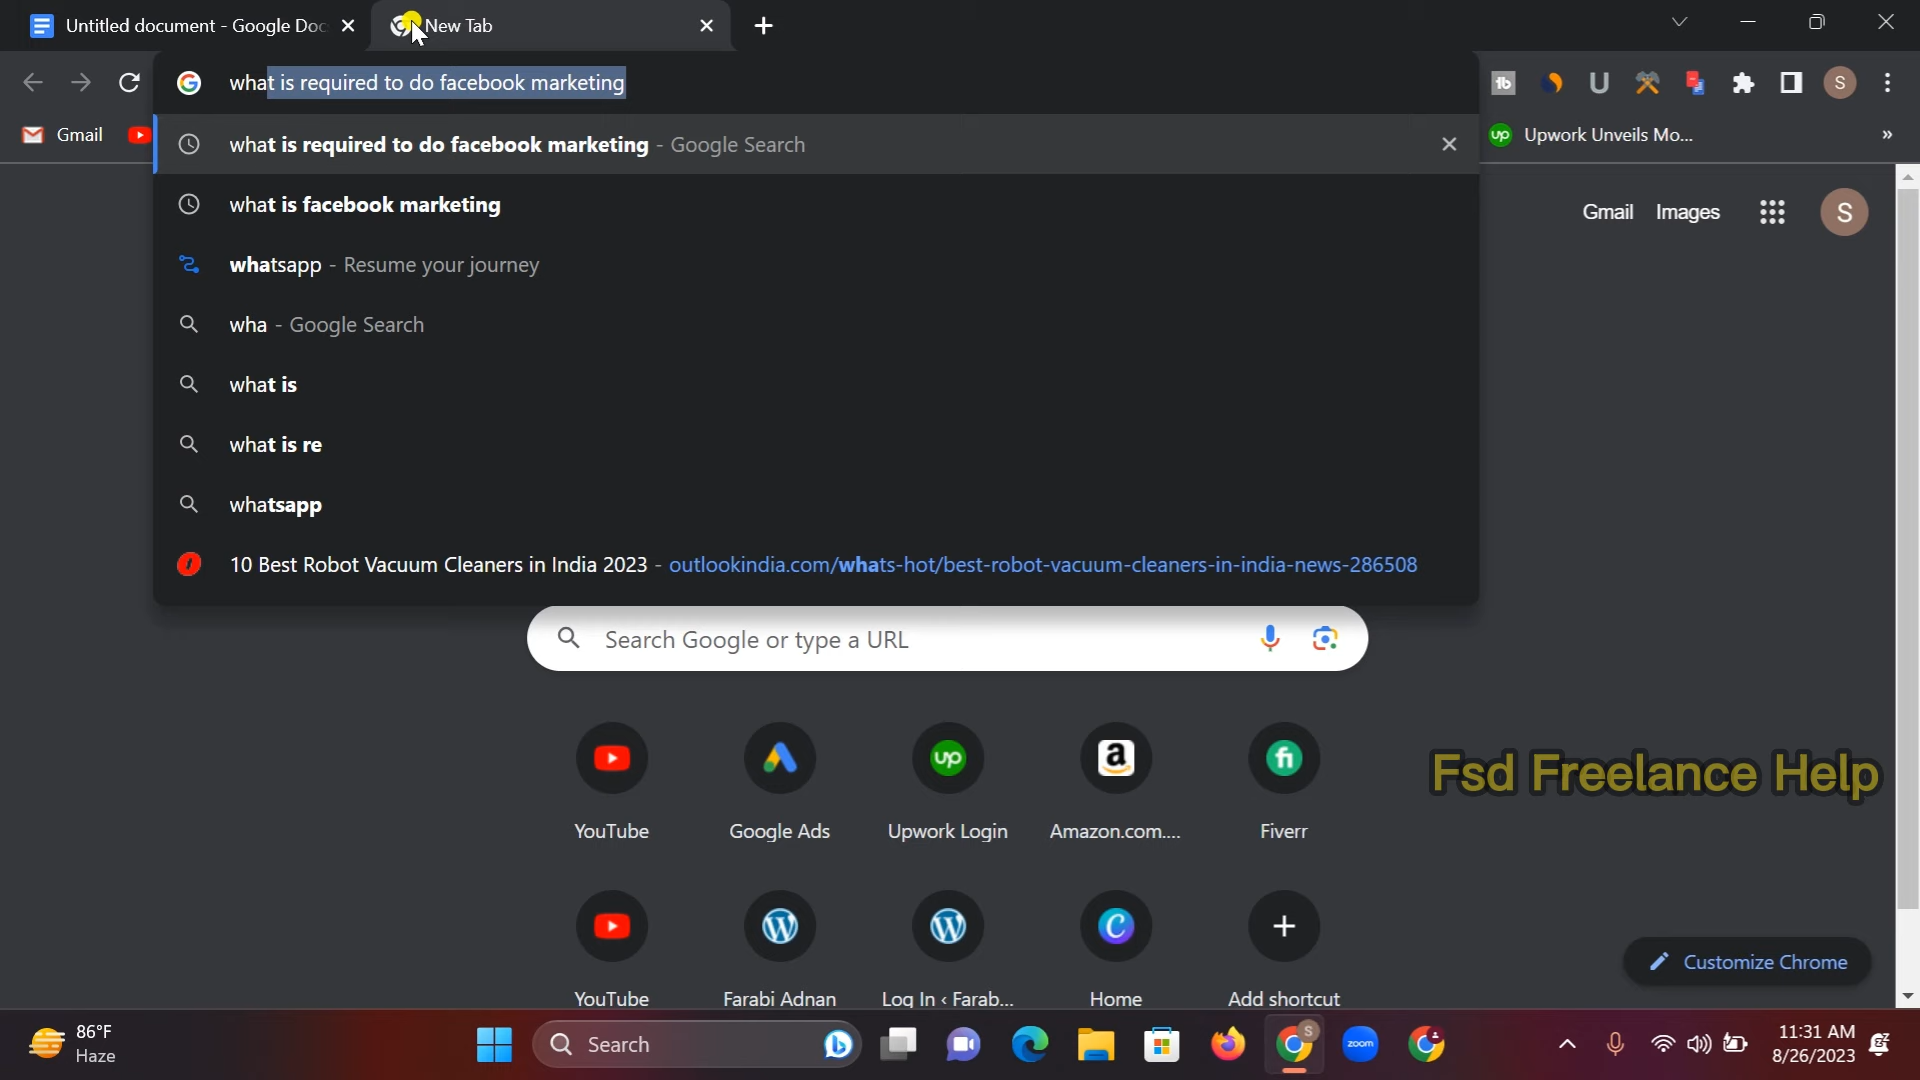 Untitled document - Google Doc
New Tab
what is required to do facebook marketing
Gmail
what is required to do facebook marketing - Google Search
Upwork Unveils Mo...
what is facebook marketing
Gmail Images
S
whatsapp - Resume your journey
wha - Google Search
what is
what is re
whatsapp
10 Best Robot Vacuum Cleaners in India 2023 - outlookindia.com/whats-hot/best-robot-vacuum-cleaners-in-india-news-286508
Search Google or type a URL
Fsd Freelance Help
YouTube
Google Ads
Upwork Login
Amazon.com....
Fiverr
Customize Chrome
YouTube
Farabi Adnan
Log In ‹ Farab...
Home
Add shortcut
86°F
Haze
Search
zoom
11:31 AM
8/26/2023